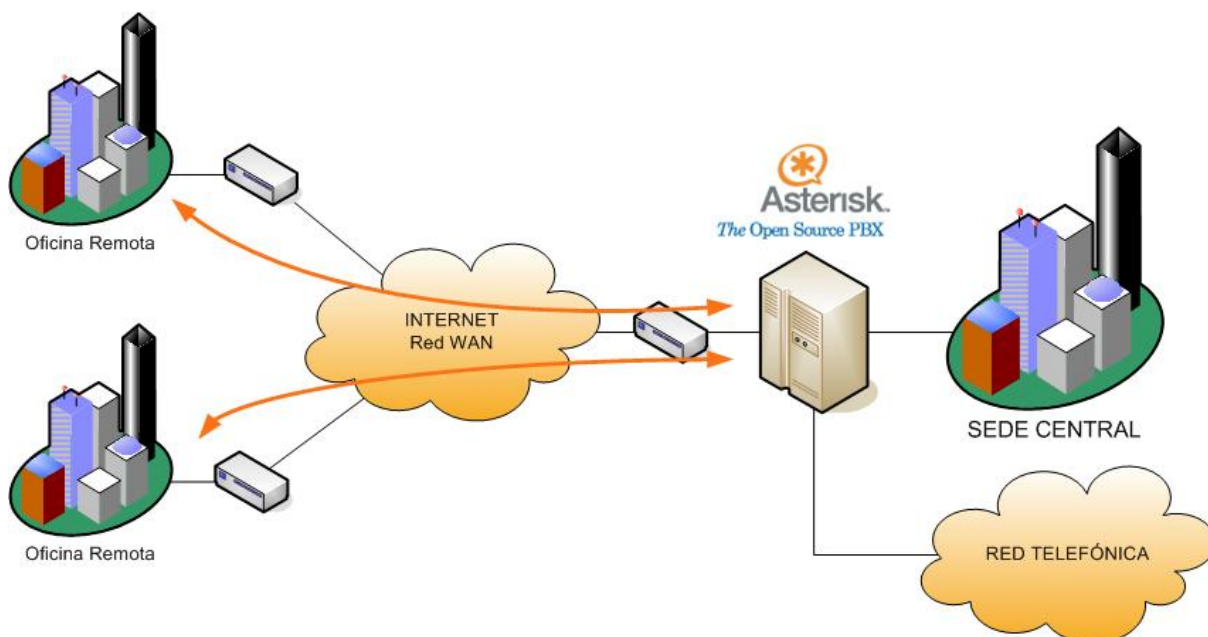 Oficina Remota
Asterisk.
The Open Source PBX
INTERNET
Red WAN
SEDE CENTRAL
Oficina Remota
RED TELEFÓNICA